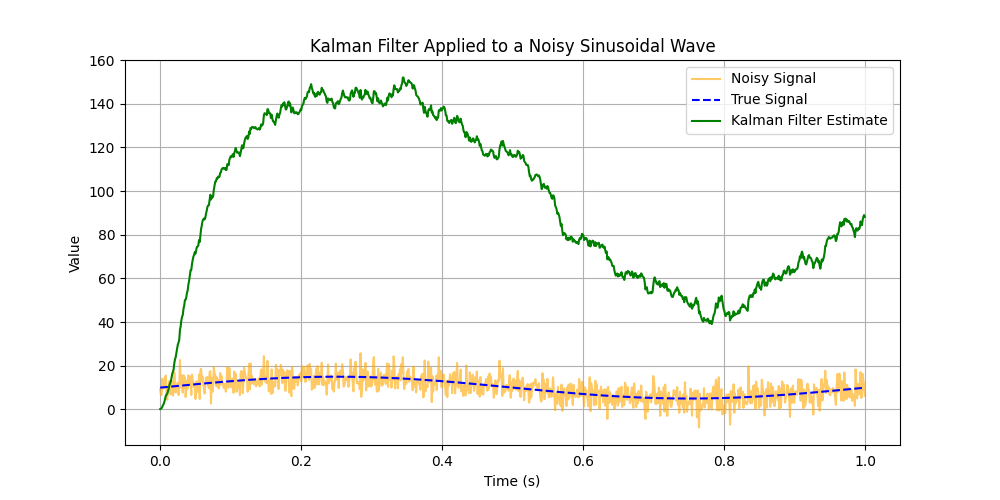 Kalman Filter Applied to a Noisy Sinusoidal Wave
Noisy Signal
True Signal
Kalman Filter Estimate
160
140
120
100
80
60
40
20
0
Value
0.0 0.2 0.4 0.6 0.8 1.0
Time (s)